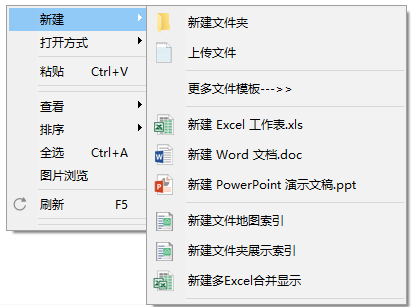 新建
打开方式
粘贴 Ctrl+V
查看
排序
全选 Ctrl+A
图片浏览
刷新 F5
新建文件夹
上传文件
更多文件模板--->>
新建 Excel 工作表.xls
新建 Word 文档.doc
新建 PowerPoint 演示文稿.ppt
新建文件地图索引
新建文件夹展示索引
新建多Excel合并显示